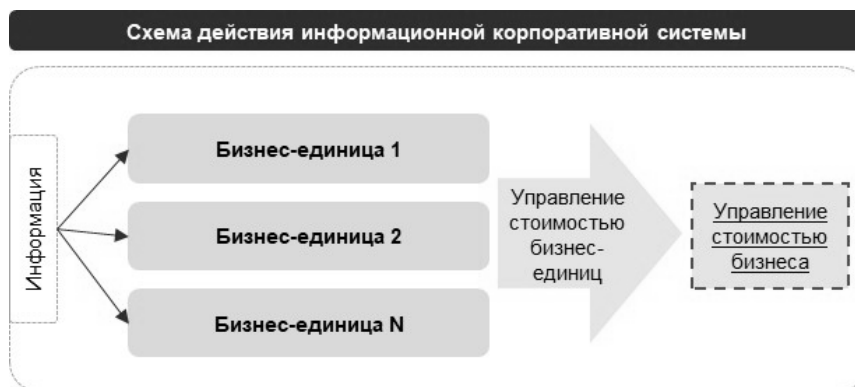 Схема действия информационной корпоративной системы
Информация
Бизнес-единица 1
Бизнес-единица 2
Бизнес-единица N
Управление
стоимостью
бизнес-
единиц
Управление
стоимостью
бизнеса